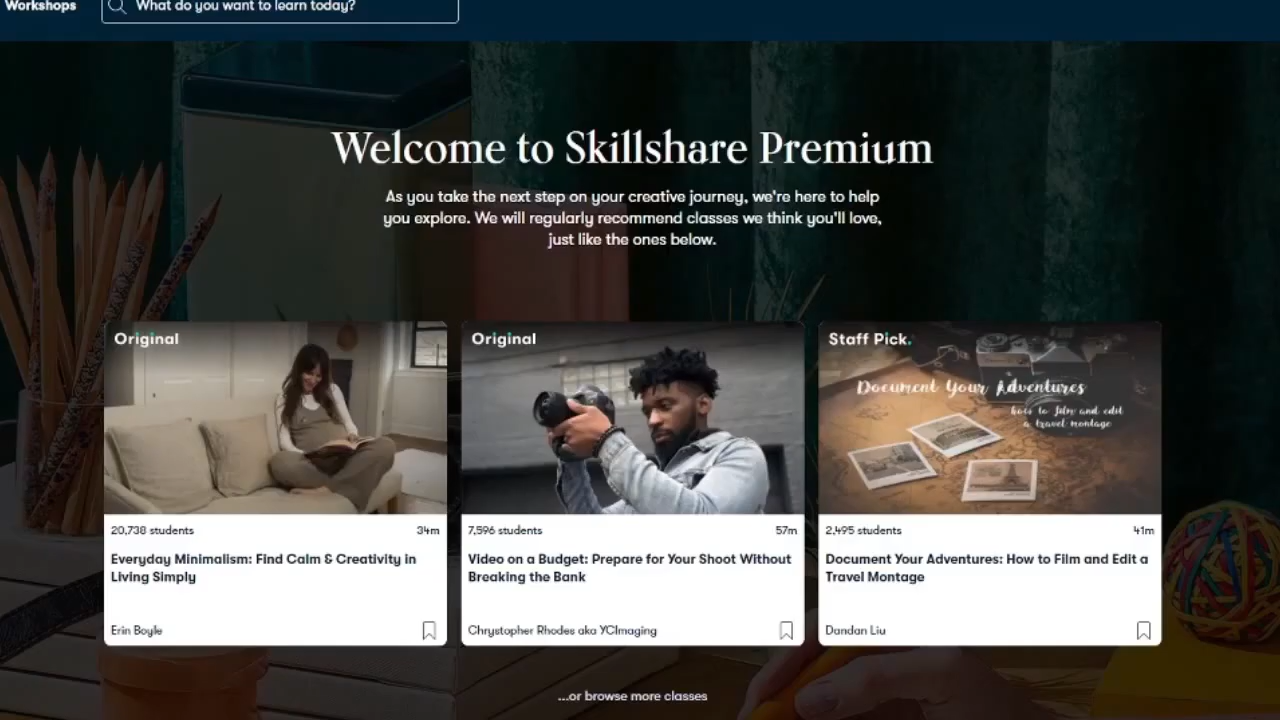 Workshops
What do you want to learn today?
Welcome to Skillshare Premium
As you take the next step on your creative journey, we're here to help
you explore. We will regularly recommend classes we think you'll love,
just like the ones below.
Original
20,738 students 34m
Everyday Minimalism: Find Calm & Creativity in
Living Simply
Erin Boyle
Original
7,596 students 57m
Video on a Budget: Prepare for Your Shoot Without
Breaking the Bank
Chrystopher Rhodes aka YCImaging
Staff Pick.
Document Your Adventures
how to film and edit
a travel montage
2,495 students 41m
Document Your Adventures: How to Film and Edit a
Travel Montage
Dandan Liu
...or browse more classes